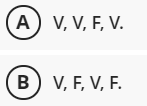 A V, V, F, V.
B V, F, V, F.